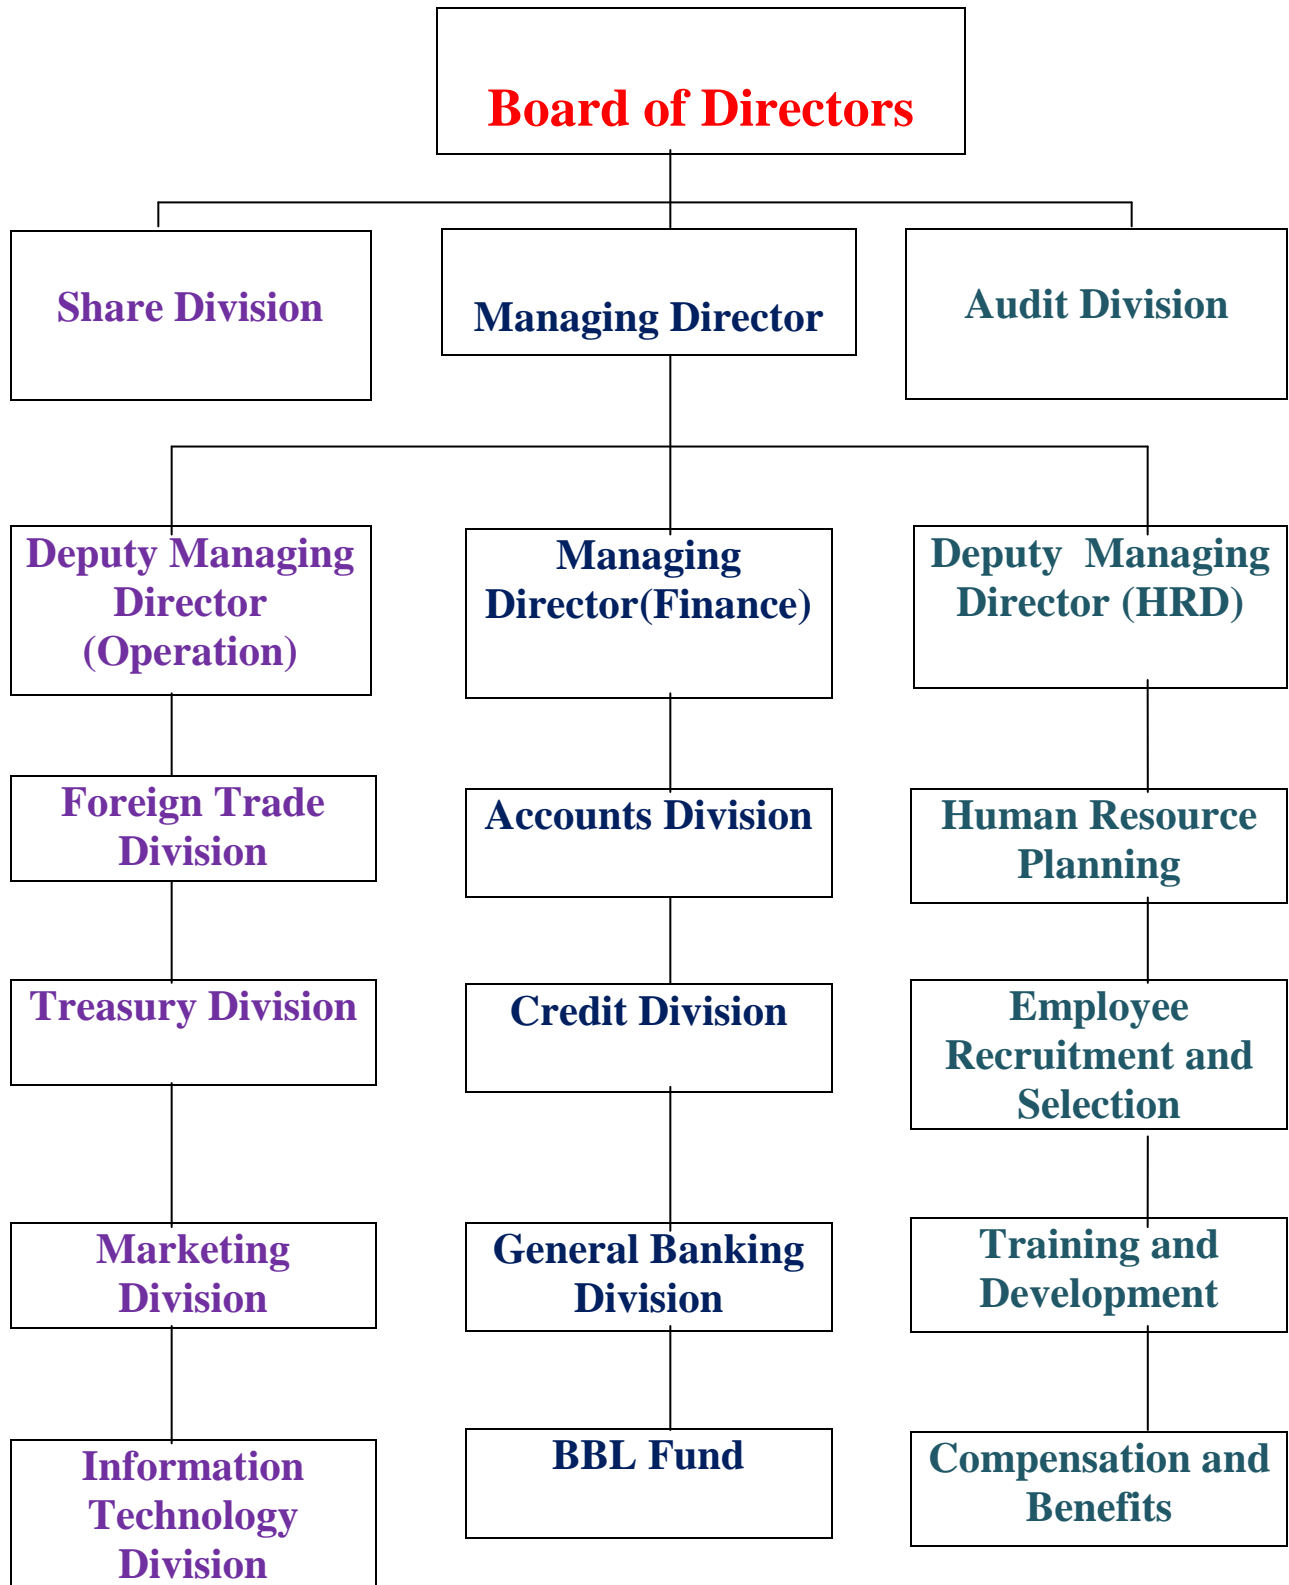 Board of Directors
Share Division
Managing Director
Audit Division
Deputy Managing
Director
(Operation)
Managing
Director(Finance)
Deputy  Managing
Director (HRD)
Foreign Trade
Division
Accounts Division
Human Resource
Planning
Treasury Division
Credit Division
Employee
Recruitment and
Selection
Marketing
Division
General Banking
Division
Training and
Development
Information
Technology
Division
BBL Fund
Compensation and
Benefits